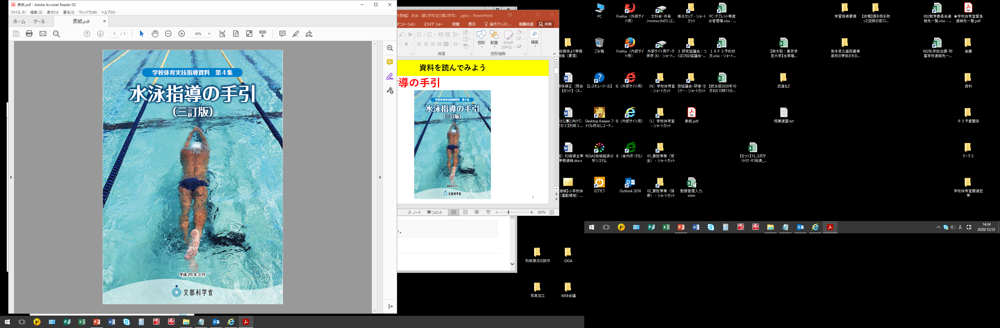 表紙.pdf - Adobe Acrobat Reader DC
ファイル(F) 編集(E) 表示(V) 署名(S) ウィンドウ(W) ヘルプ(H)
ホーム ツール 表紙.pdf ×
1 / 1 65%
学校体育実技指導資料 第4集
水泳指導の手引
(三訂版)
平成26年3月
文部科学省
力等編】水泳（第1学年及び第2学年） .pptx - PowerPoint
アニメーション スライド ショー 校閲 表示 操作アシスト... 後藤尚道 共有
図形 配置 クイック スタイル 編集
段落 図形描画
資料を読んでみよう
導の手引
学校体育実技指導資料 第4集
水泳指導の手引
(三訂版)
平成26年3月
文部科学省
2
ノート コメント 66%
い。
PC
Firefox（外部サイト用）
文科省・共有(nmmxcifs01) (Z...
毎日カップ - ショートカット
PC・タブレット等貸出管理簿.xlsx - ...
学習指導要領
【依頼】国を相手取った控訴の窓口...
R02教育委員会連絡先一覧.xlsx - ...
★学校体育室緊急連絡先一覧.pdf
総務係より事務連絡（要項）
ごみ箱
Firefox（内部サイト用）
外部サイト用データ保存 (K) - ショート...
３ 研究協議会：つくば（R02協議会・...
１６Ｆ３予約状況.xlsx - ショート...
【鈴木聡：東京学芸大学】出席確...
岩手県立盛岡農業高校の事故のその...
R02私学担当課・附属学校連絡先一...
後藤
導係修正（照会【セット】（メ...
【レスキューツール】
IE（外部サイト用）
（N）学校体育室 - ショートカット
㉘協議会・研修・セミナー - ショートカット
【統合版2020年10月8日15時11分...
武道など
資料
03公募に向けて-その２】別紙１...
Desktop Keeper ファイル持出しユーテ...
IE（内部サイト用）
（L）学校体育室 - ショートカット
表紙.pdf
相撲連盟.txt
Ｒ３予算関係
案）R3指導主事事務連絡.docx
RESAS地域経済分析システム
IE（省内ポータル）
01_委託事業（安全） - ショートカット
【セット】13_スポ庁（H31・R1総表_...
テーマ３
連絡】小学校体（運動領域）...
ログオフ
Outlook 2016
02_委託事業（指導） - ショートカット
勤務管理入力.xlsm
学校体育室関連記事
A
14:34
2020/12/23
別紙様式の試作
GIGA
写真加工
WEB会議